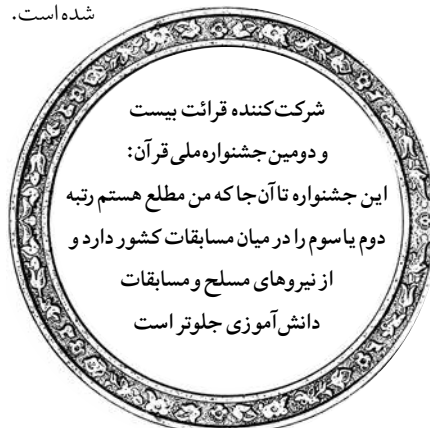 شده است.
شرکت‌کننده قرائت بیست
و دومین جشنواره ملی قرآن:
این جشنواره تا آن‌جا که من مطلع هستم رتبه
دوم یا سوم را در میان مسابقات کشور دارد و
از نیروهای مسلح و مسابقات
دانش‌آموزی جلوتر است